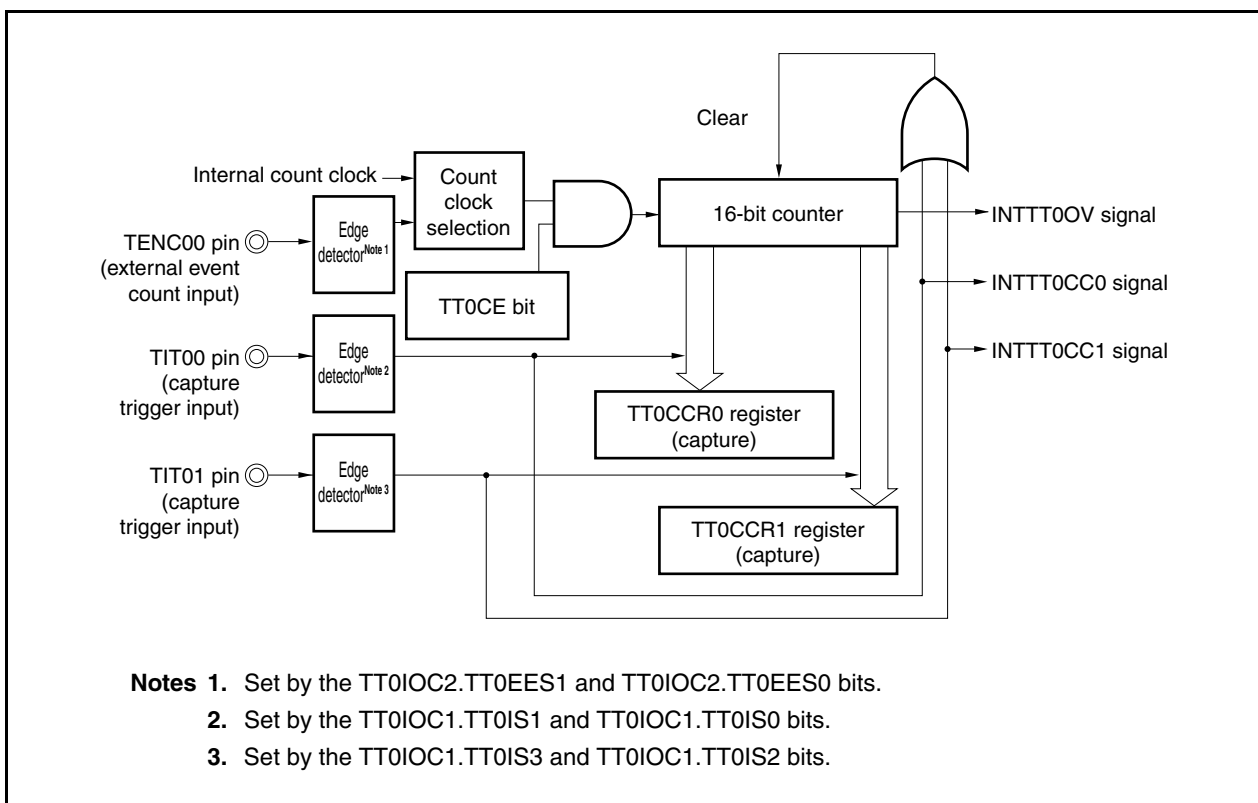 Clear
Internal count clock
Count
clock
selection
16-bit counter
INTTT0OV signal
TENC00 pin
(external event
count input)
Edge
detectorNote 1
TT0CE bit
INTTT0CC0 signal
TIT00 pin
(capture
trigger input)
Edge
detectorNote 2
INTTT0CC1 signal
TT0CCR0 register
(capture)
TIT01 pin
(capture
trigger input)
Edge
detectorNote 3
TT0CCR1 register
(capture)
Notes 1. Set by the TT0IOC2.TT0EES1 and TT0IOC2.TT0EES0 bits.
2. Set by the TT0IOC1.TT0IS1 and TT0IOC1.TT0IS0 bits.
3. Set by the TT0IOC1.TT0IS3 and TT0IOC1.TT0IS2 bits.